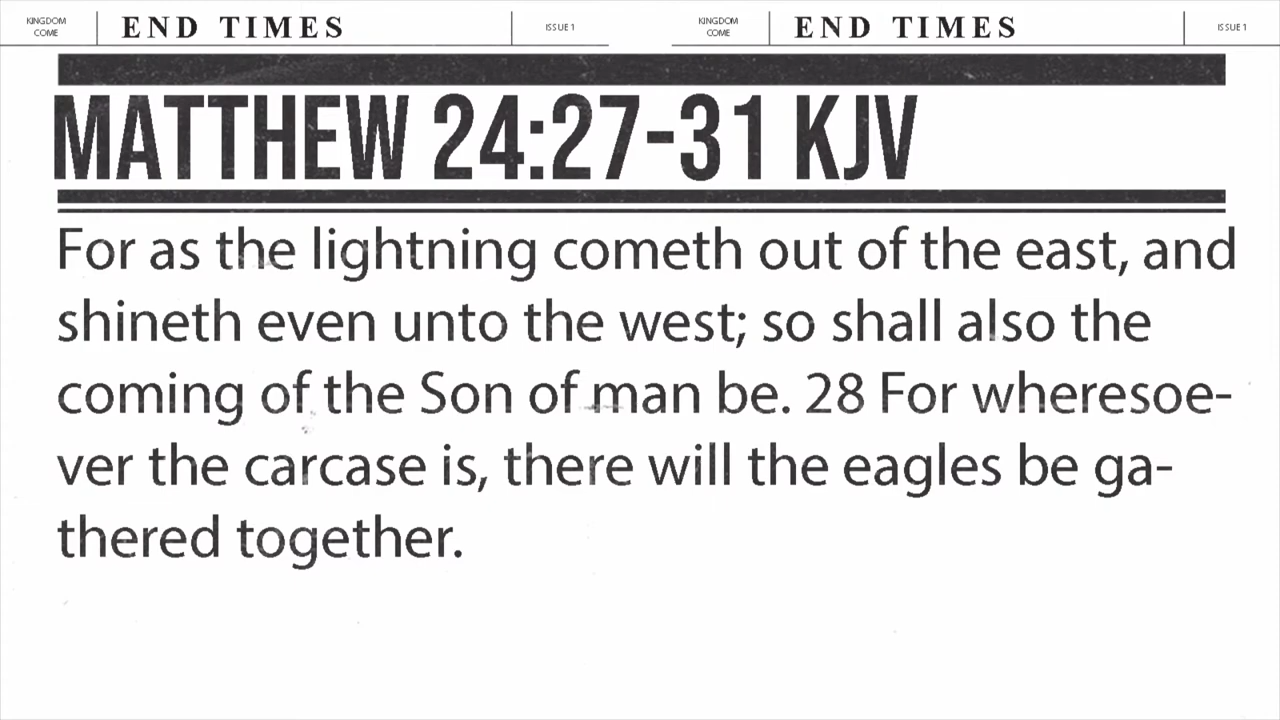 KINGDOM
COME
END TIMES
ISSUE 1
KINGDOM
COME
END TIMES
ISSUE 1
MATTHEW 24:27-31 KJV
For as the lightning cometh out of the east, and
shineth even unto the west; so shall also the
coming of the Son of man be. 28 For wheresoe-
ver the carcase is, there will the eagles be ga-
thered together.